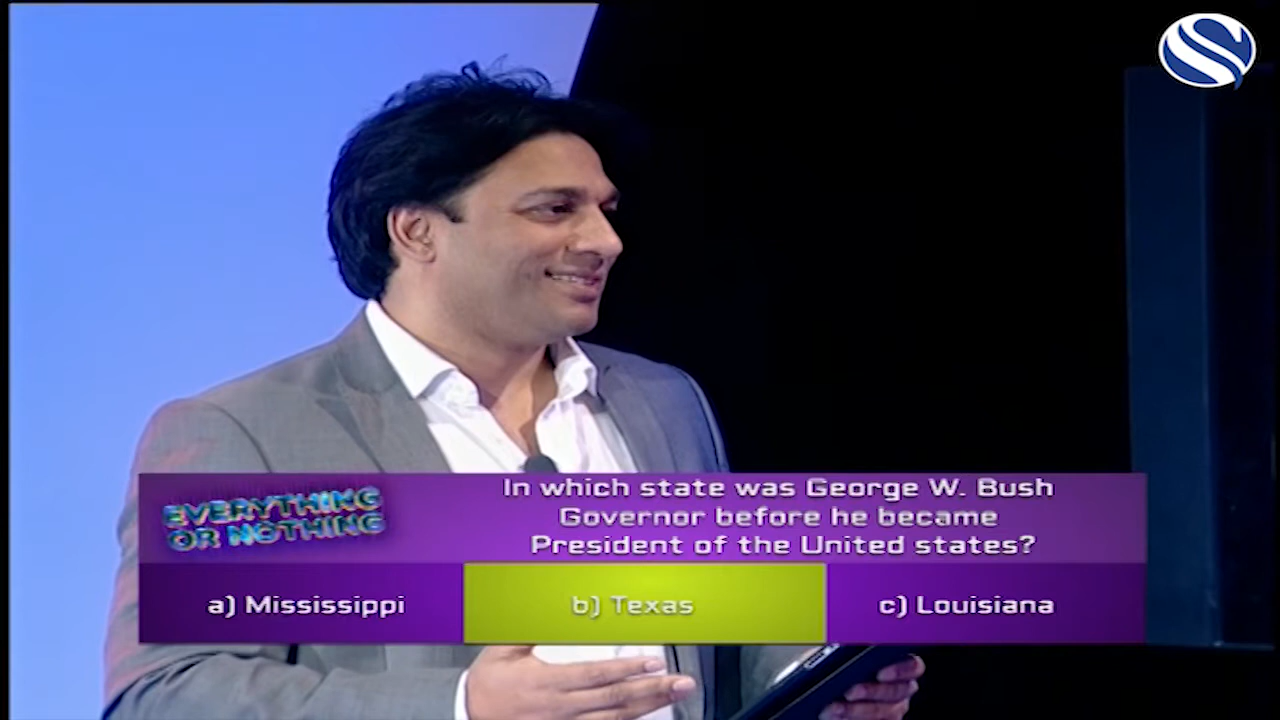 EVERYTHING
OR NOTHING
In which state was George W. Bush
Governor before he became
President of the United states?
a) Mississippi
b) Texas
c) Louisiana